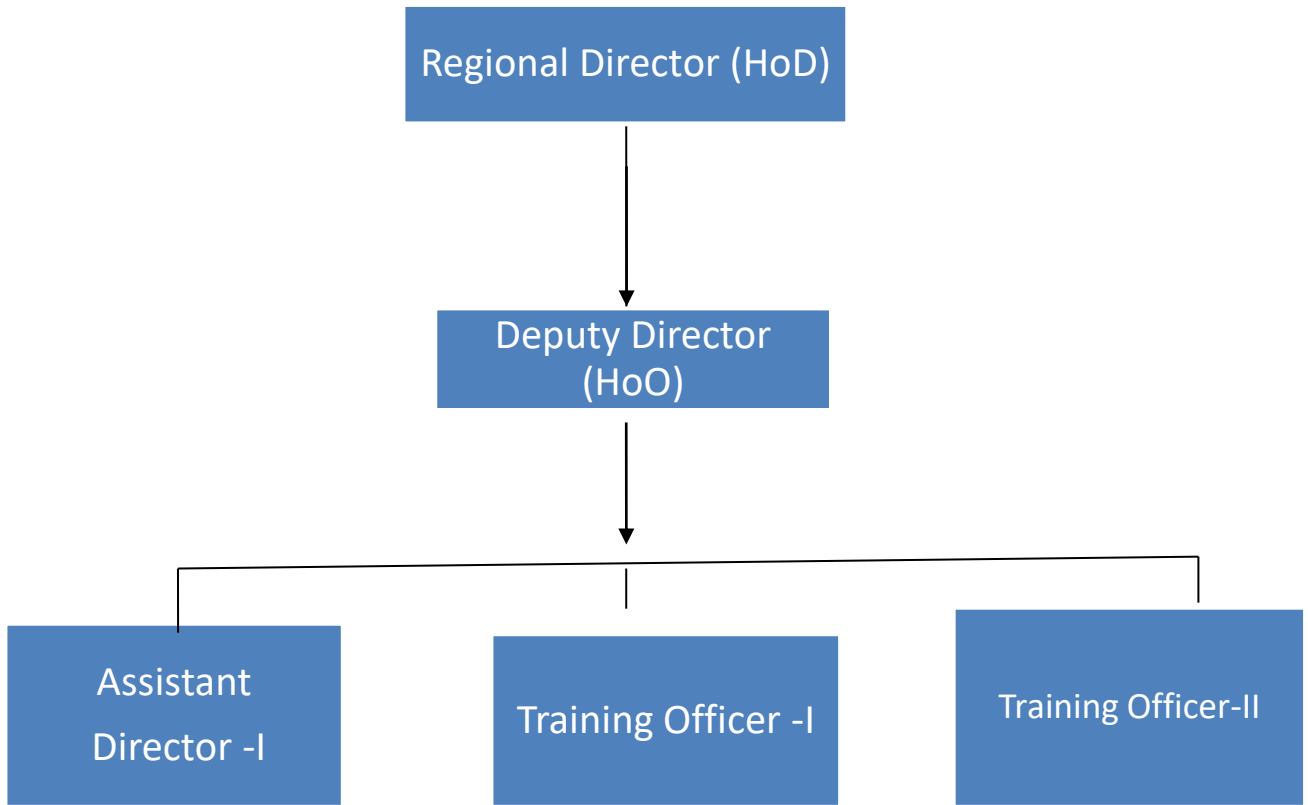 Regional Director (HoD)
Deputy Director
(HoO)
Assistant
Director -I
Training Officer -I
Training Officer-II